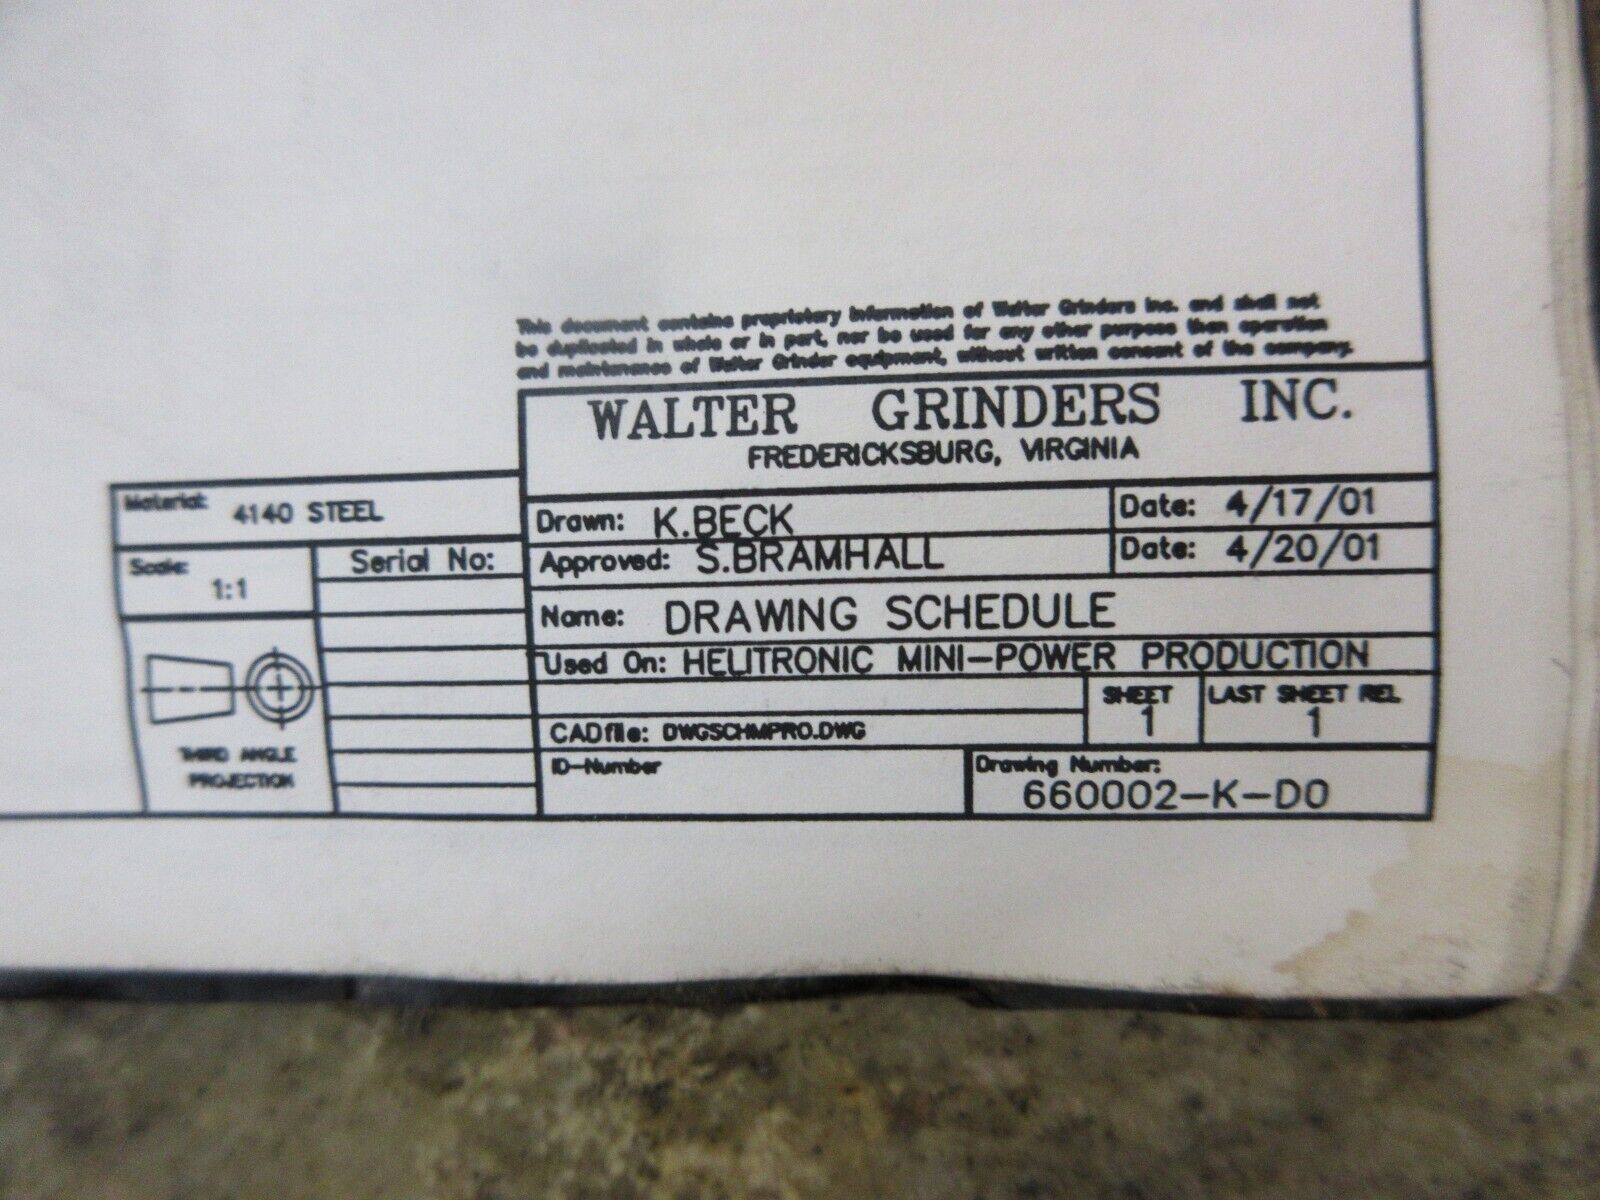 This document contains proprietary information of Walter Grinders Inc. and shall not
be duplicated in whole or in part, nor be used for any other purpose than operation
and maintenance of Walter Grinder equipment, without written consent of the company.
WALTER GRINDERS INC.
FREDERICKSBURG, VIRGINIA
Material: 4140 STEEL
Scale: 1:1
Serial No:
THIRD ANGLE
PROJECTION
Drawn: K.BECK Date: 4/17/01
Approved: S.BRAMHALL Date: 4/20/01
Name: DRAWING SCHEDULE
Used On: HELITRONIC MINI-POWER PRODUCTION
CADfile: DWGSCHMPRO.DWG
SHEET 1
LAST SHEET REL 1
ID-Number
Drawing Number:
660002-K-D0